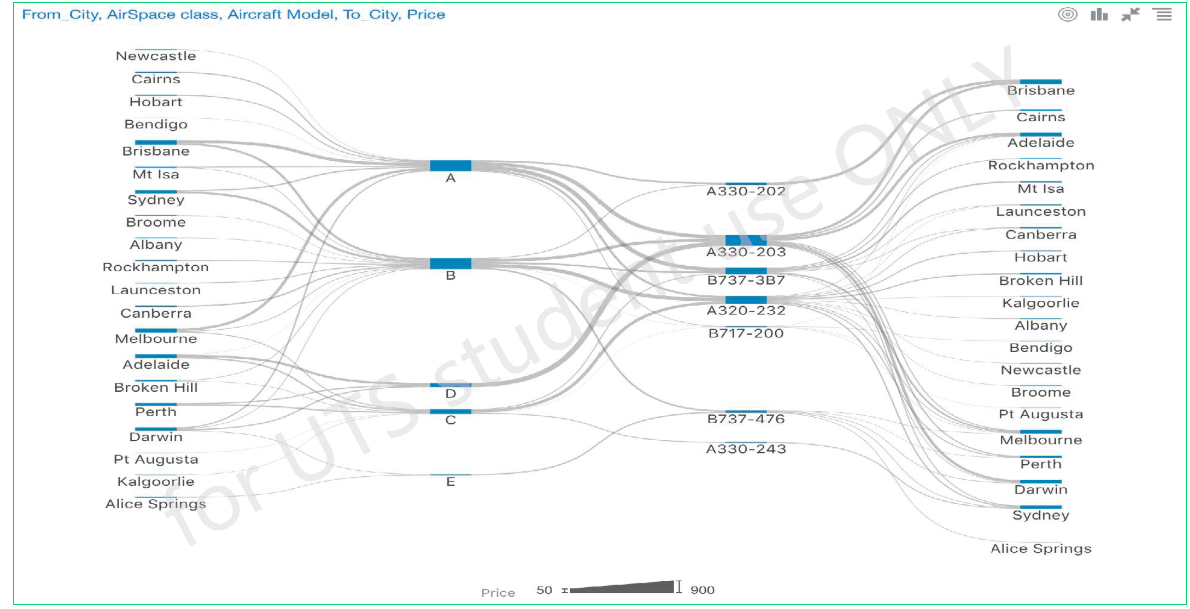 From_City, AirSpace class, Aircraft Model, To_City, Price
Newcastle
Cairns
Hobart
Bendigo
Brisbane
Mt Isa
Sydney
Broome
Albany
Rockhampton
Launceston
Canberra
Melbourne
Adelaide
Broken Hill
Perth
Darwin
Pt Augusta
Kalgoorlie
Alice Springs
A
B
D
C
E
A330-202
A330-203
B737-3B7
A320-232
B717-200
B737-476
A330-243
Brisbane
Cairns
Adelaide
Rockhampton
Mt Isa
Launceston
Canberra
Hobart
Broken Hill
Kalgoorlie
Albany
Bendigo
Newcastle
Broome
Pt Augusta
Melbourne
Perth
Darwin
Sydney
Alice Springs
for UTS student use ONLY
Price 50 900